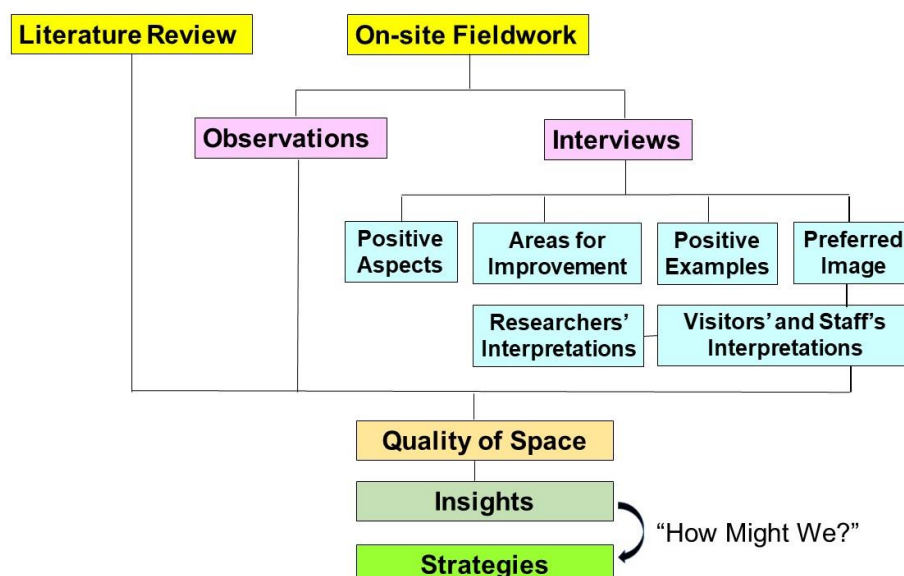 Literature Review
On-site Fieldwork
Observations
Interviews
Positive
Aspects
Areas for
Improvement
Positive
Examples
Preferred
Image
Researchers’
Interpretations
Visitors’ and Staff’s
Interpretations
Quality of Space
Insights
“How Might We?”
Strategies